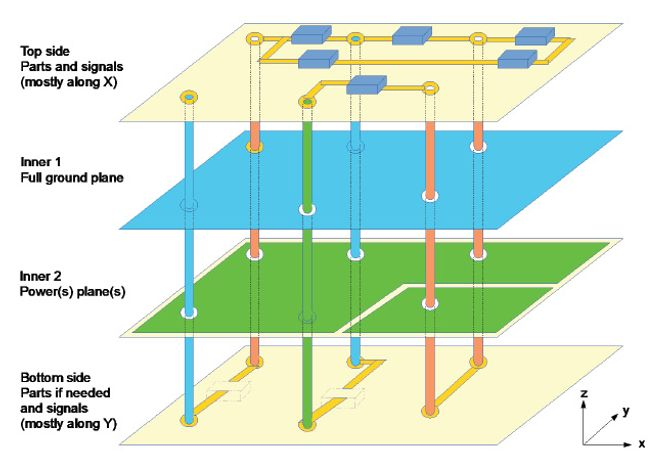 Top side
Parts and signals
(mostly along X)
Inner 1
Full ground plane
Inner 2
Power(s) plane(s)
Bottom side
Parts if needed
and signals
(mostly along Y)
z
y
x